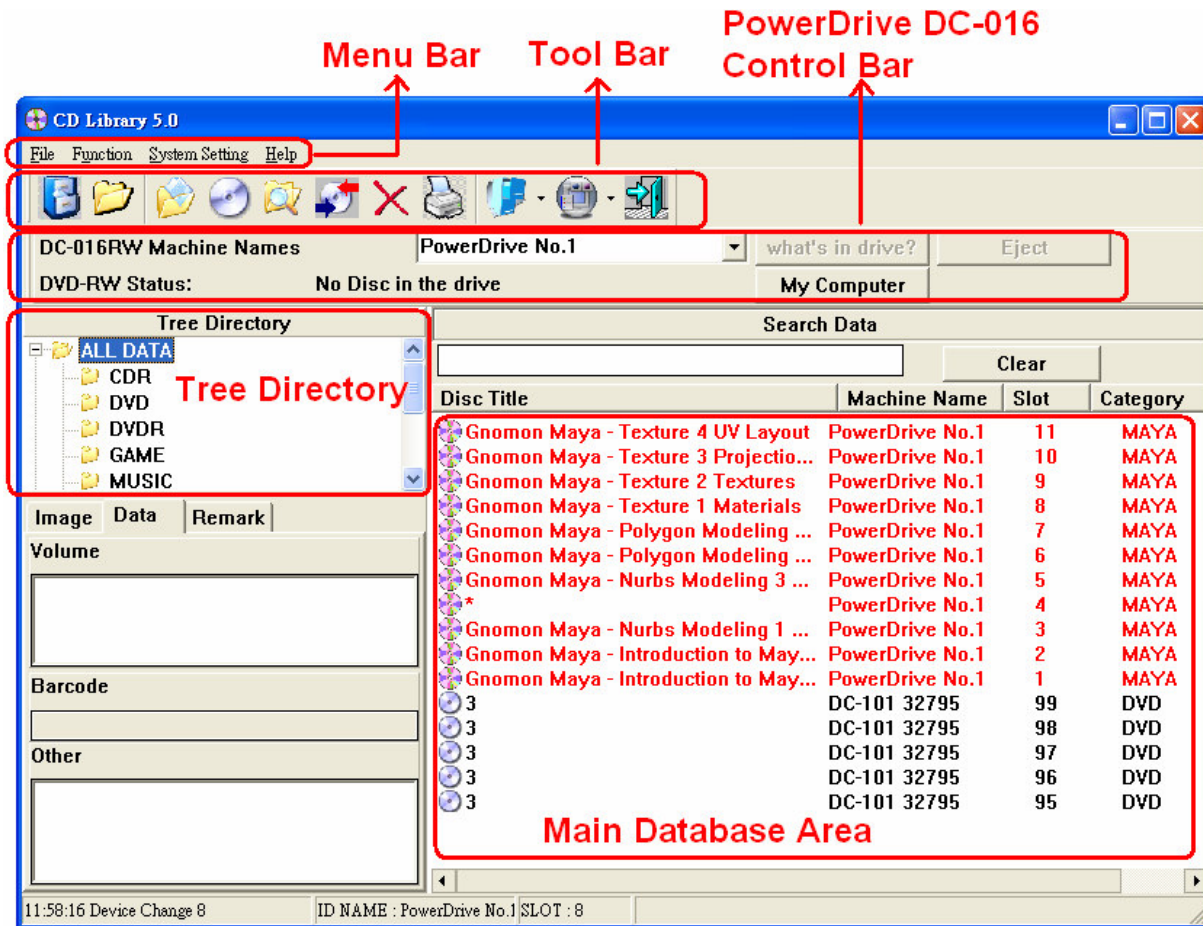 PowerDrive DC-016
Menu Bar Tool Bar Control Bar
CD Library 5.0
File Function System Setting Help
DC-016RW Machine Names PowerDrive No.1 what's in drive? Eject
DVD-RW Status: No Disc in the drive My Computer
Tree Directory Search Data
ALL DATA
CDR
DVD
DVDR
GAME
MUSIC
Tree Directory
Clear
Disc Title Machine Name Slot Category
Gnomon Maya - Texture 4 UV Layout PowerDrive No.1 11 MAYA
Gnomon Maya - Texture 3 Projectio... PowerDrive No.1 10 MAYA
Gnomon Maya - Texture 2 Textures PowerDrive No.1 9 MAYA
Gnomon Maya - Texture 1 Materials PowerDrive No.1 8 MAYA
Gnomon Maya - Polygon Modeling ... PowerDrive No.1 7 MAYA
Gnomon Maya - Polygon Modeling ... PowerDrive No.1 6 MAYA
Gnomon Maya - Nurbs Modeling 3 ... PowerDrive No.1 5 MAYA
* PowerDrive No.1 4 MAYA
Gnomon Maya - Nurbs Modeling 1 ... PowerDrive No.1 3 MAYA
Gnomon Maya - Introduction to May... PowerDrive No.1 2 MAYA
Gnomon Maya - Introduction to May... PowerDrive No.1 1 MAYA
3 DC-101 32795 99 DVD
3 DC-101 32795 98 DVD
3 DC-101 32795 97 DVD
3 DC-101 32795 96 DVD
3 DC-101 32795 95 DVD
Main Database Area
Image Data Remark
Volume
Barcode
Other
11:58:16 Device Change 8 ID NAME : PowerDrive No.1 SLOT : 8